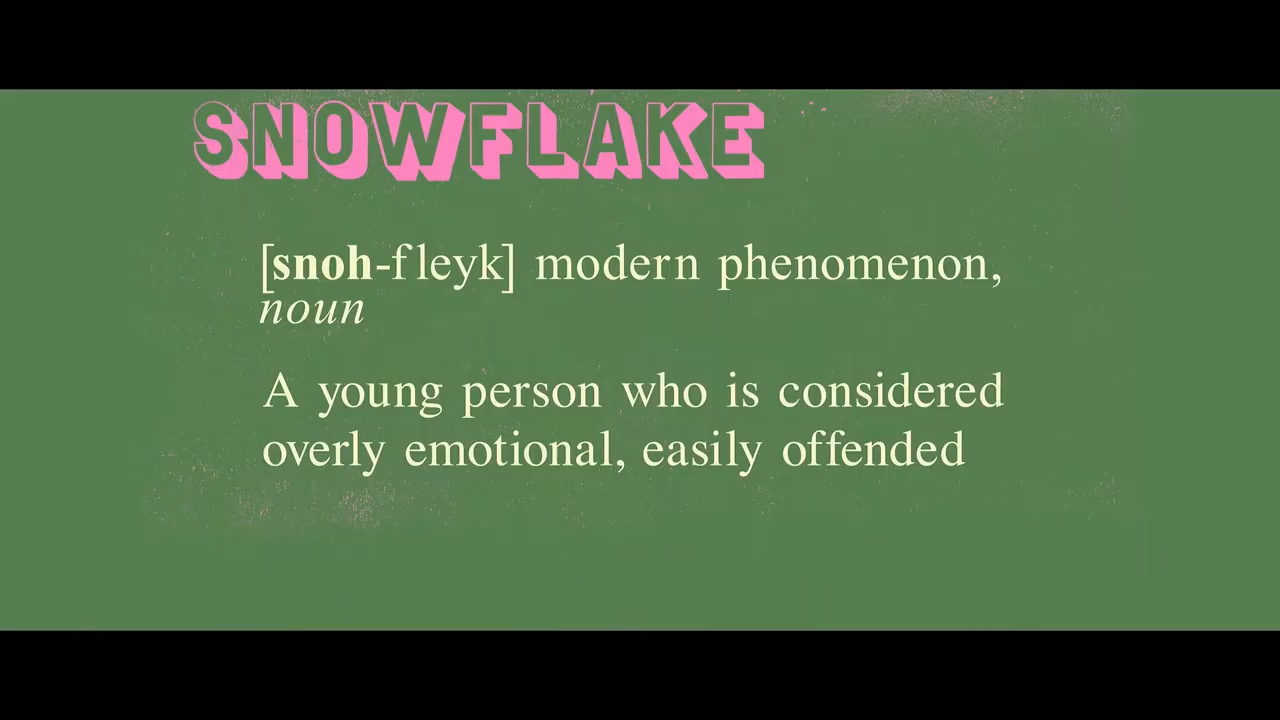 SNOWFLAKE
[snoh-fleyk] modern phenomenon,
noun
A young person who is considered
overly emotional, easily offended